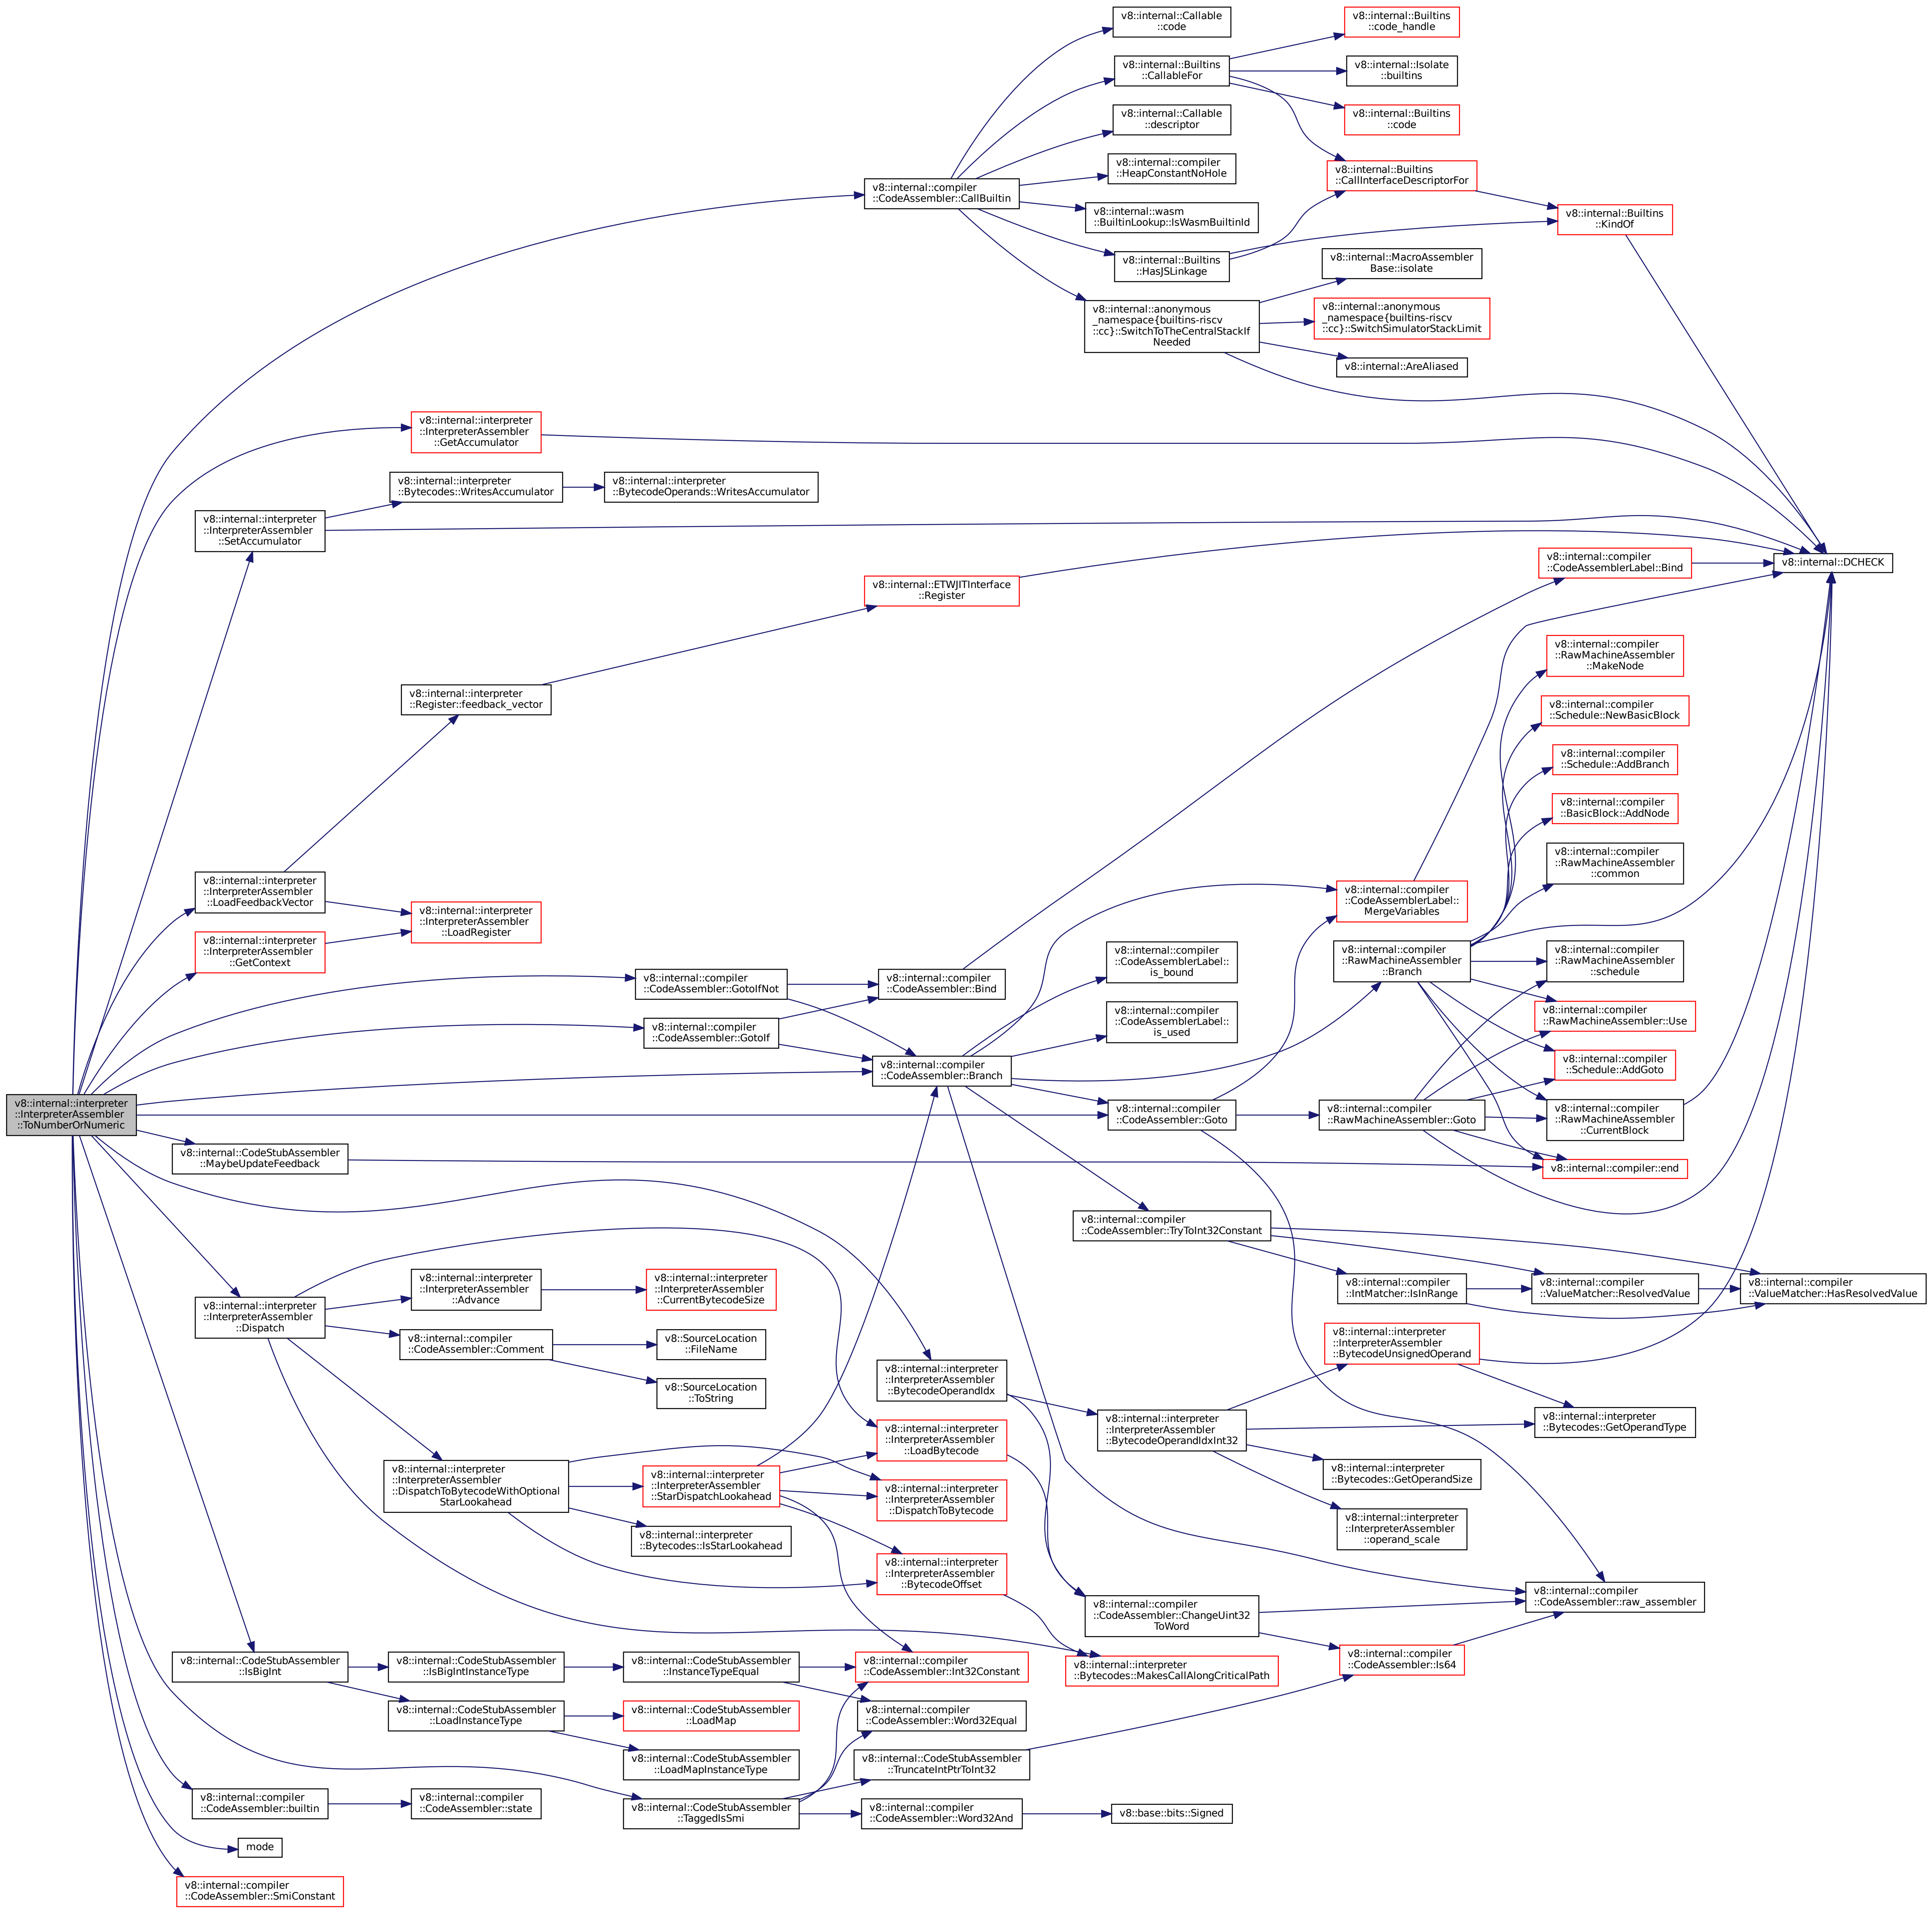 v8::internal::Callable
::code
v8::internal::Builtins
::code_handle
v8::internal::Builtins
::CallableFor
v8::internal::Isolate
::builtins
v8::internal::Callable
::descriptor
v8::internal::Builtins
::code
v8::internal::compiler
::HeapConstantNoHole
v8::internal::Builtins
::CallInterfaceDescriptorFor
v8::internal::compiler
::CodeAssembler::CallBuiltin
v8::internal::wasm
::BuiltinLookup::IsWasmBuiltinId
v8::internal::Builtins
::KindOf
v8::internal::Builtins
::HasJSLinkage
v8::internal::MacroAssembler
Base::isolate
v8::internal::anonymous
_namespace{builtins-riscv
::cc}::SwitchToTheCentralStackIf
Needed
v8::internal::anonymous
_namespace{builtins-riscv
::cc}::SwitchSimulatorStackLimit
v8::internal::AreAliased
v8::internal::interpreter
::InterpreterAssembler
::GetAccumulator
v8::internal::interpreter
::Bytecodes::WritesAccumulator
v8::internal::interpreter
::BytecodeOperands::WritesAccumulator
v8::internal::interpreter
::InterpreterAssembler
::SetAccumulator
v8::internal::compiler
::CodeAssemblerLabel::Bind
v8::internal::DCHECK
v8::internal::ETWJITInterface
::Register
v8::internal::compiler
::RawMachineAssembler
::MakeNode
v8::internal::interpreter
::Register::feedback_vector
v8::internal::compiler
::Schedule::NewBasicBlock
v8::internal::compiler
::Schedule::AddBranch
v8::internal::compiler
::BasicBlock::AddNode
v8::internal::compiler
::RawMachineAssembler
::common
v8::internal::interpreter
::InterpreterAssembler
::LoadFeedbackVector
v8::internal::compiler
::CodeAssemblerLabel::
MergeVariables
v8::internal::interpreter
::InterpreterAssembler
::LoadRegister
v8::internal::interpreter
::InterpreterAssembler
::GetContext
v8::internal::compiler
::CodeAssemblerLabel::
is_bound
v8::internal::compiler
::RawMachineAssembler
::Branch
v8::internal::compiler
::RawMachineAssembler
::schedule
v8::internal::compiler
::CodeAssembler::GotoIfNot
v8::internal::compiler
::CodeAssembler::Bind
v8::internal::compiler
::CodeAssemblerLabel::
is_used
v8::internal::compiler
::RawMachineAssembler::Use
v8::internal::compiler
::CodeAssembler::GotoIf
v8::internal::compiler
::CodeAssembler::Branch
v8::internal::compiler
::Schedule::AddGoto
v8::internal::interpreter
::InterpreterAssembler
::ToNumberOrNumeric
v8::internal::compiler
::CodeAssembler::Goto
v8::internal::compiler
::RawMachineAssembler::Goto
v8::internal::compiler
::RawMachineAssembler
::CurrentBlock
v8::internal::CodeStubAssembler
::MaybeUpdateFeedback
v8::internal::compiler::end
v8::internal::compiler
::CodeAssembler::TryToInt32Constant
v8::internal::interpreter
::InterpreterAssembler
::Advance
v8::internal::interpreter
::InterpreterAssembler
::CurrentBytecodeSize
v8::internal::compiler
::IntMatcher::IsInRange
v8::internal::compiler
::ValueMatcher::ResolvedValue
v8::internal::compiler
::ValueMatcher::HasResolvedValue
v8::internal::interpreter
::InterpreterAssembler
::Dispatch
v8::internal::compiler
::CodeAssembler::Comment
v8::SourceLocation
::FileName
v8::internal::interpreter
::InterpreterAssembler
::BytecodeUnsignedOperand
v8::SourceLocation
::ToString
v8::internal::interpreter
::InterpreterAssembler
::BytecodeOperandIdx
v8::internal::interpreter
::InterpreterAssembler
::LoadBytecode
v8::internal::interpreter
::InterpreterAssembler
::BytecodeOperandIdxInt32
v8::internal::interpreter
::Bytecodes::GetOperandType
v8::internal::interpreter
::InterpreterAssembler
::DispatchToBytecodeWithOptional
StarLookahead
v8::internal::interpreter
::InterpreterAssembler
::StarDispatchLookahead
v8::internal::interpreter
::InterpreterAssembler
::DispatchToBytecode
v8::internal::interpreter
::Bytecodes::GetOperandSize
v8::internal::interpreter
::Bytecodes::IsStarLookahead
v8::internal::interpreter
::InterpreterAssembler
::operand_scale
v8::internal::interpreter
::InterpreterAssembler
::BytecodeOffset
v8::internal::compiler
::CodeAssembler::ChangeUint32
ToWord
v8::internal::compiler
::CodeAssembler::raw_assembler
v8::internal::CodeStubAssembler
::IsBigInt
v8::internal::CodeStubAssembler
::IsBigIntInstanceType
v8::internal::CodeStubAssembler
::InstanceTypeEqual
v8::internal::compiler
::CodeAssembler::Int32Constant
v8::internal::interpreter
::Bytecodes::MakesCallAlongCriticalPath
v8::internal::compiler
::CodeAssembler::Is64
v8::internal::CodeStubAssembler
::LoadInstanceType
v8::internal::CodeStubAssembler
::LoadMap
v8::internal::compiler
::CodeAssembler::Word32Equal
v8::internal::CodeStubAssembler
::LoadMapInstanceType
v8::internal::CodeStubAssembler
::TruncateIntPtrToInt32
v8::internal::compiler
::CodeAssembler::builtin
v8::internal::compiler
::CodeAssembler::state
v8::internal::CodeStubAssembler
::TaggedIsSmi
v8::internal::compiler
::CodeAssembler::Word32And
v8::base::bits::Signed
mode
v8::internal::compiler
::CodeAssembler::SmiConstant